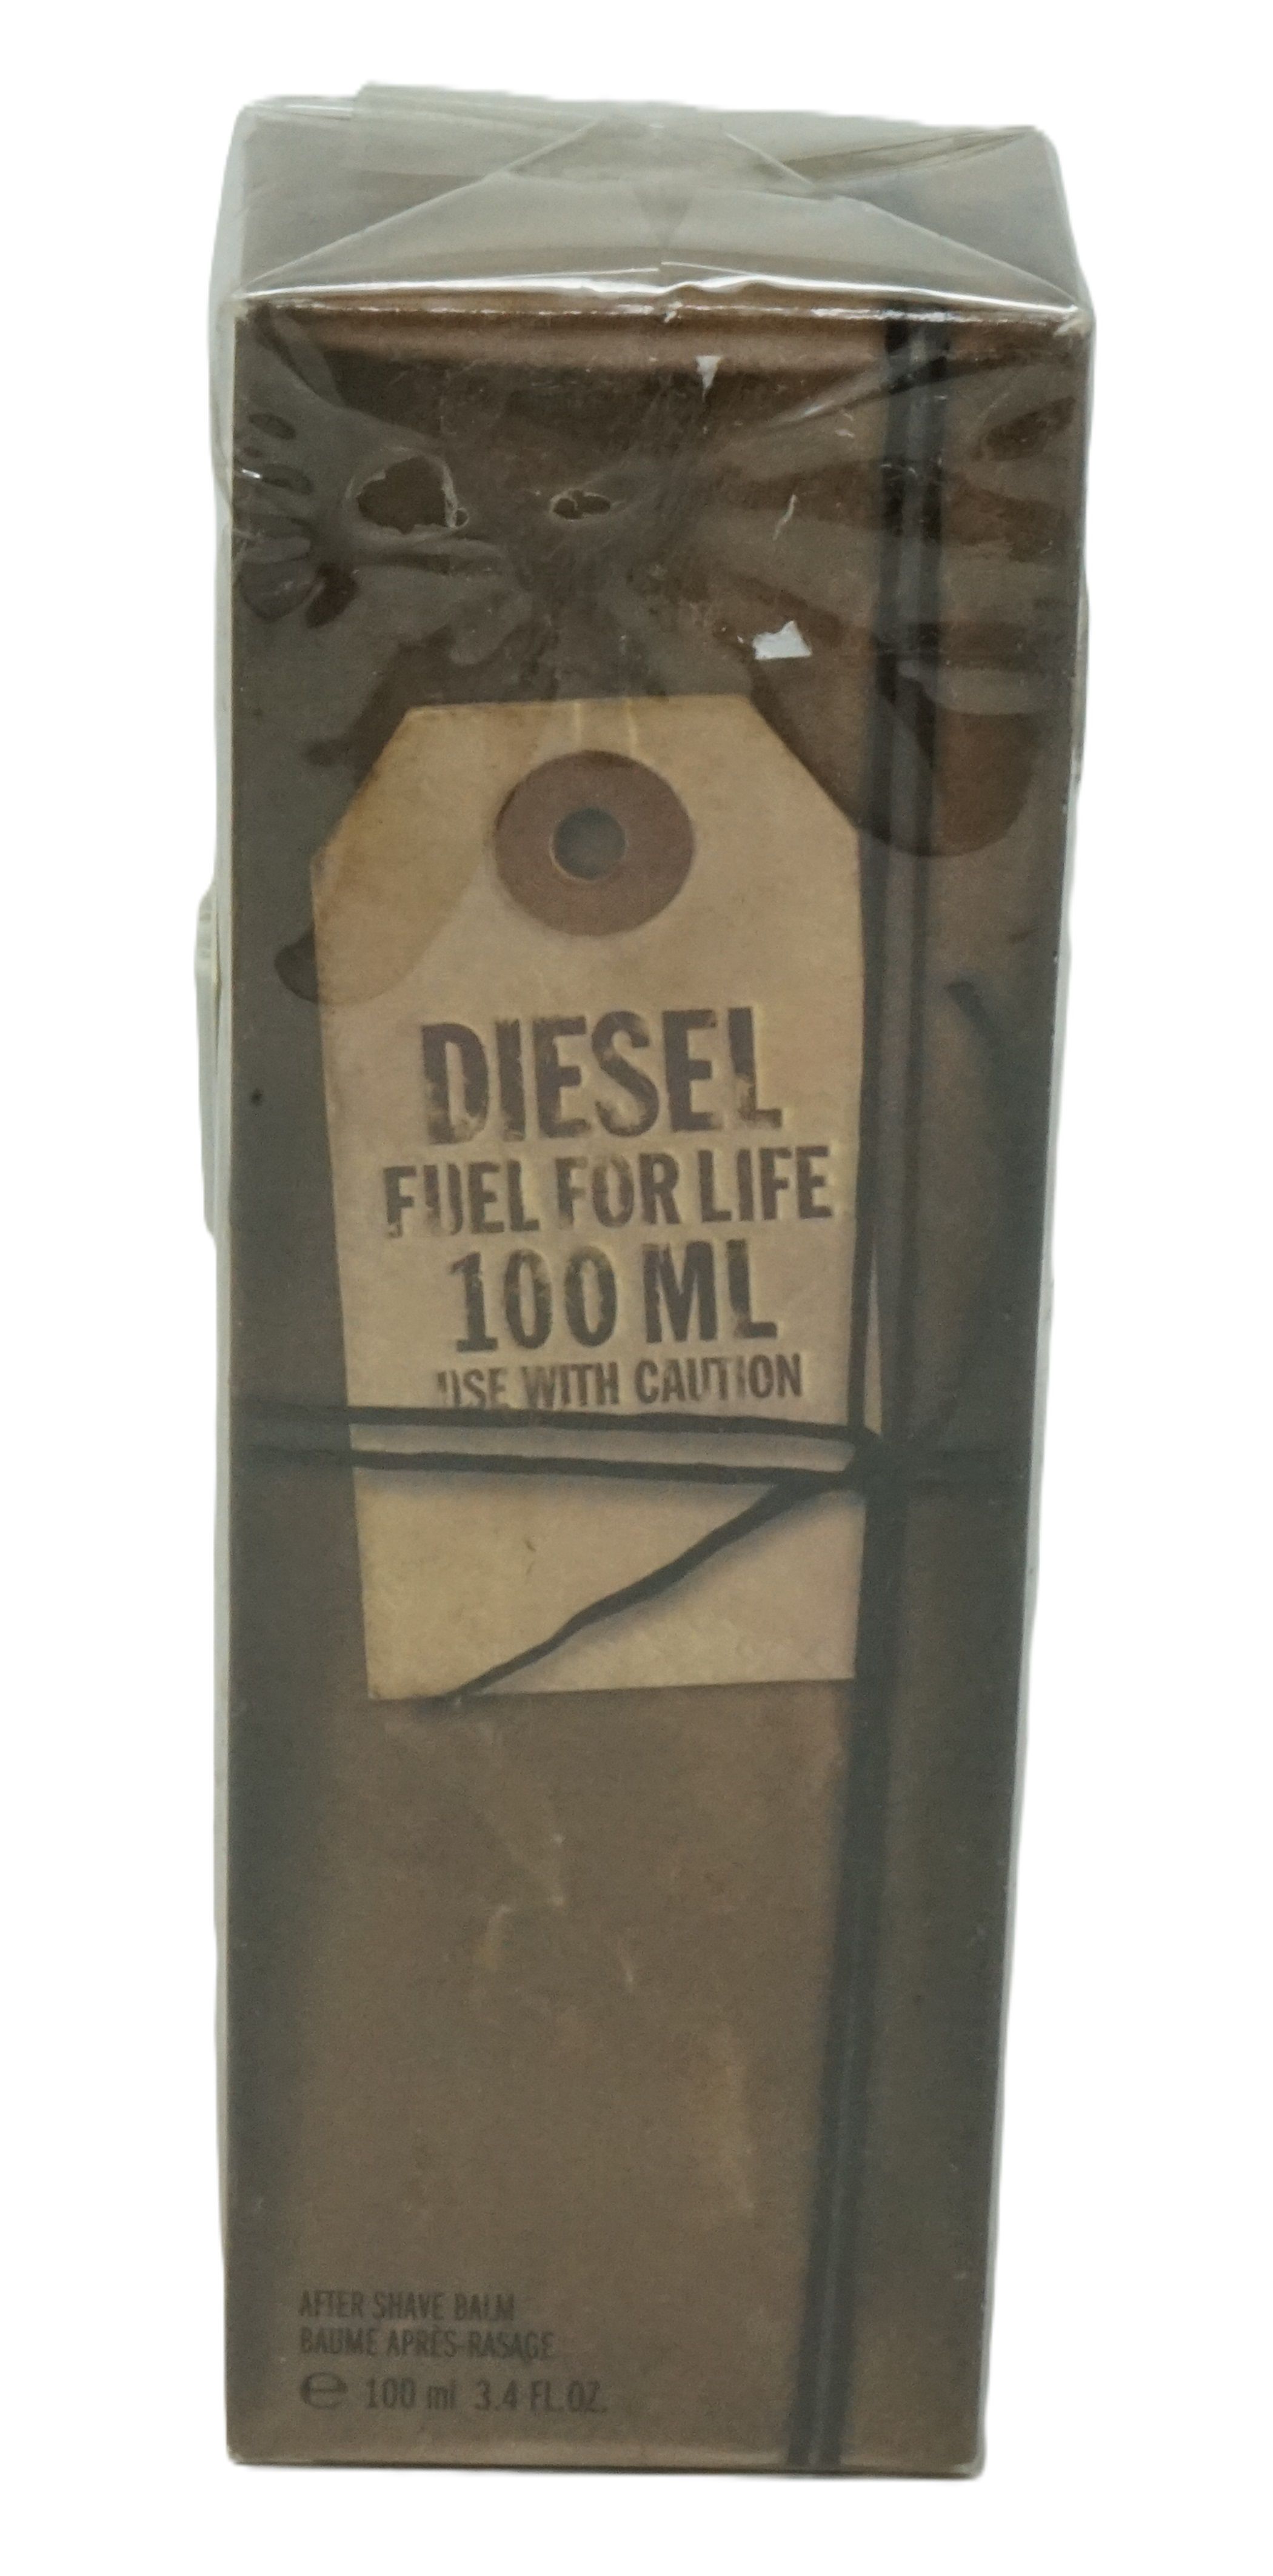 DIESEL
FUEL FOR LIFE
100 ML
USE WITH CAUTION
AFTER SHAVE BALM
BAUME APRÈS-RASAGE
℮ 100 ml 3.4 FL.OZ.